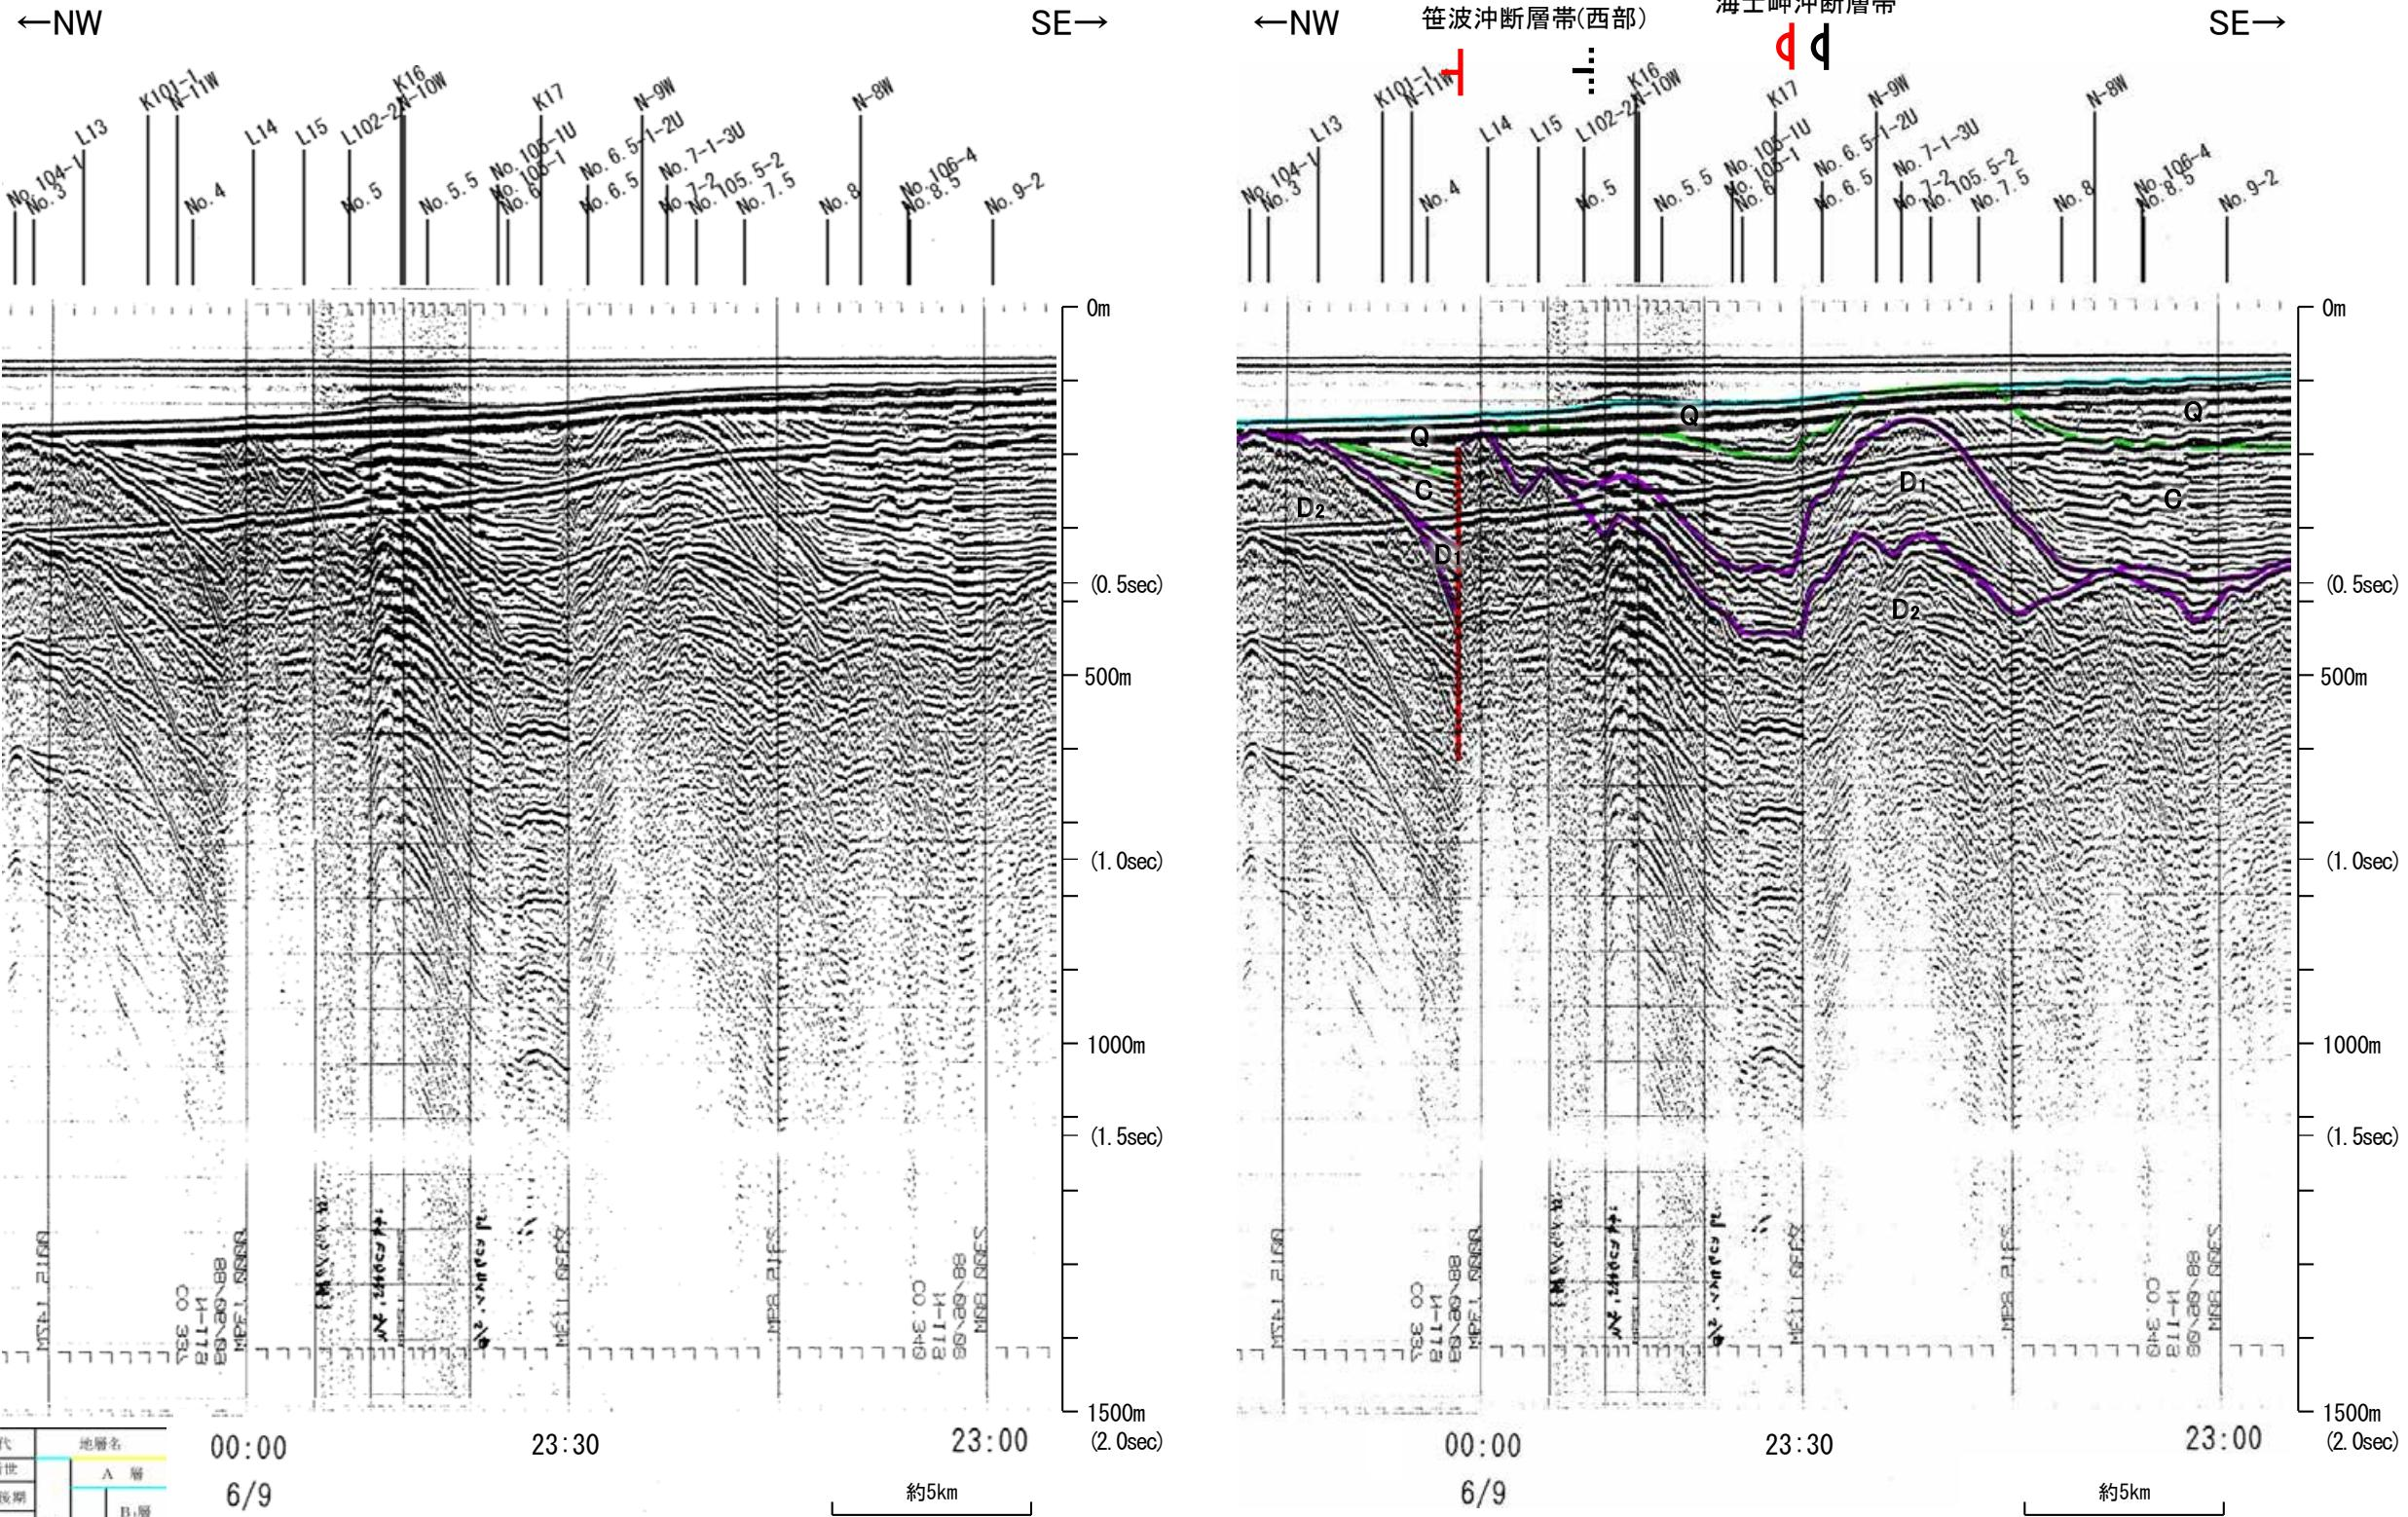 ←NW
SE→
K101-1
N-11W
K16
N-10W
K17
N-9W
N-8W
L13
L14
L15
L102-2
No.105-1U
No.6.5-1-2U
No.7-1-3U
No.104-1
No.3
No.4
No.5
No.5.5
No.105-1
No.6
No.6.5
No.7-2
No.105.5-2
No.7.5
No.8
No.106-4
No.8.5
No.9-2
0m
(0.5sec)
500m
(1.0sec)
1000m
(1.5sec)
1500m
(2.0sec)
00:00
23:30
23:00
6/9
約5km
地層名
A 層
後期
B₁層
←NW
笹波沖断層帯(西部)
海士岬沖断層帯
SE→
K101-1
N-11W
K16
N-10W
K17
N-9W
N-8W
L13
L14
L15
L102-2
No.105-1U
No.6.5-1-2U
No.7-1-3U
No.104-1
No.3
No.4
No.5
No.5.5
No.105-1
No.6
No.6.5
No.7-2
No.105.5-2
No.7.5
No.8
No.106-4
No.8.5
No.9-2
Q
Q
Q
C
D₂
D₁
D₁
C
D₂
0m
(0.5sec)
500m
(1.0sec)
1000m
(1.5sec)
1500m
(2.0sec)
00:00
23:30
23:00
6/9
約5km